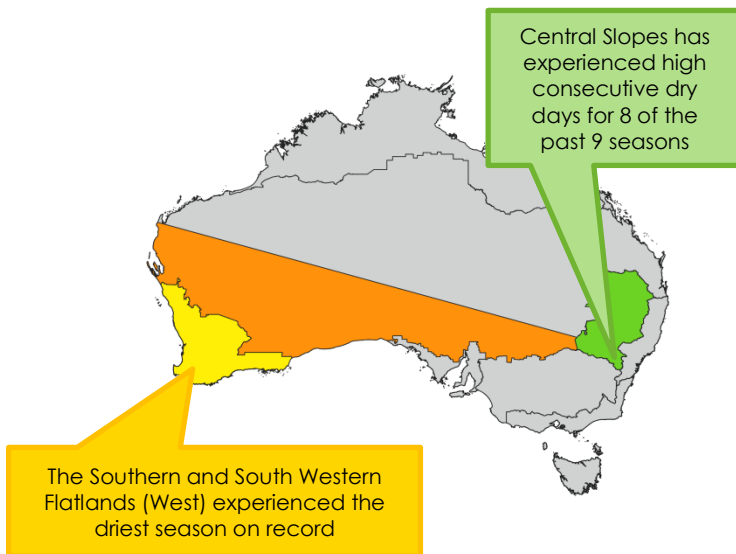 Central Slopes has
experienced high
consecutive dry
days for 8 of the
past 9 seasons
The Southern and South Western
Flatlands (West) experienced the
driest season on record